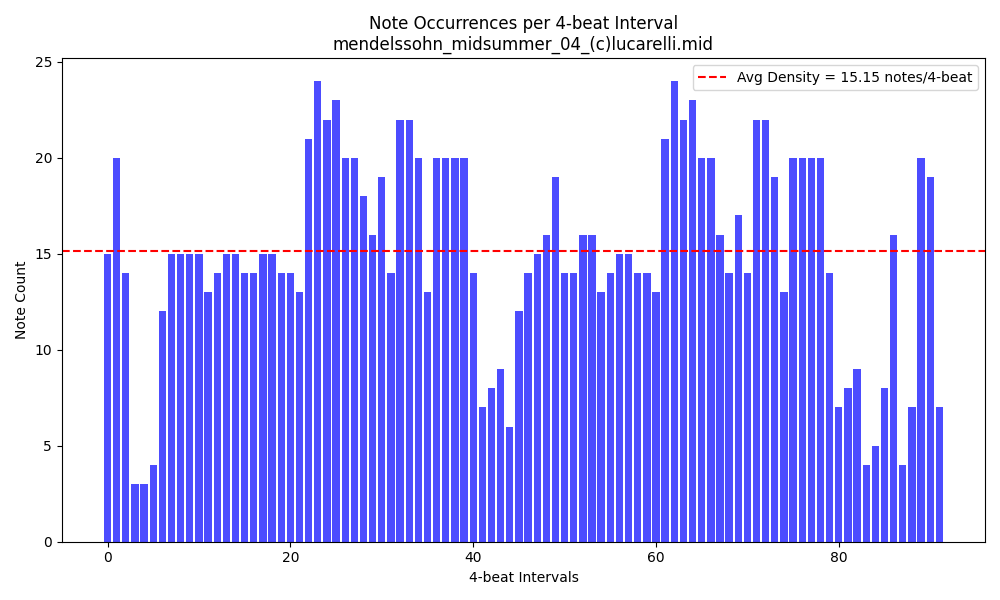 Note Occurrences per 4-beat Interval
mendelssohn_midsummer_04_(c)lucarelli.mid
Avg Density = 15.15 notes/4-beat
Note Count
25
20
15
10
5
0
0 20 40 60 80
4-beat Intervals